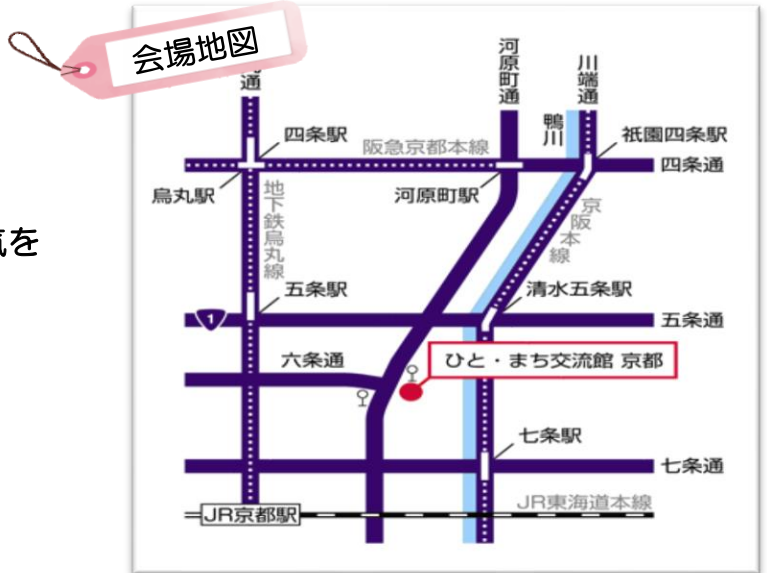 会場地図
通
河原町通
川端通
鴨川
四条駅
阪急京都本線
祇園四条駅
四条通
烏丸駅
河原町駅
地下鉄烏丸線
京阪本線
気を
五条駅
清水五条駅
1
五条通
六条通
ひと・まち交流館 京都
七条駅
七条通
JR東海道本線
JR京都駅